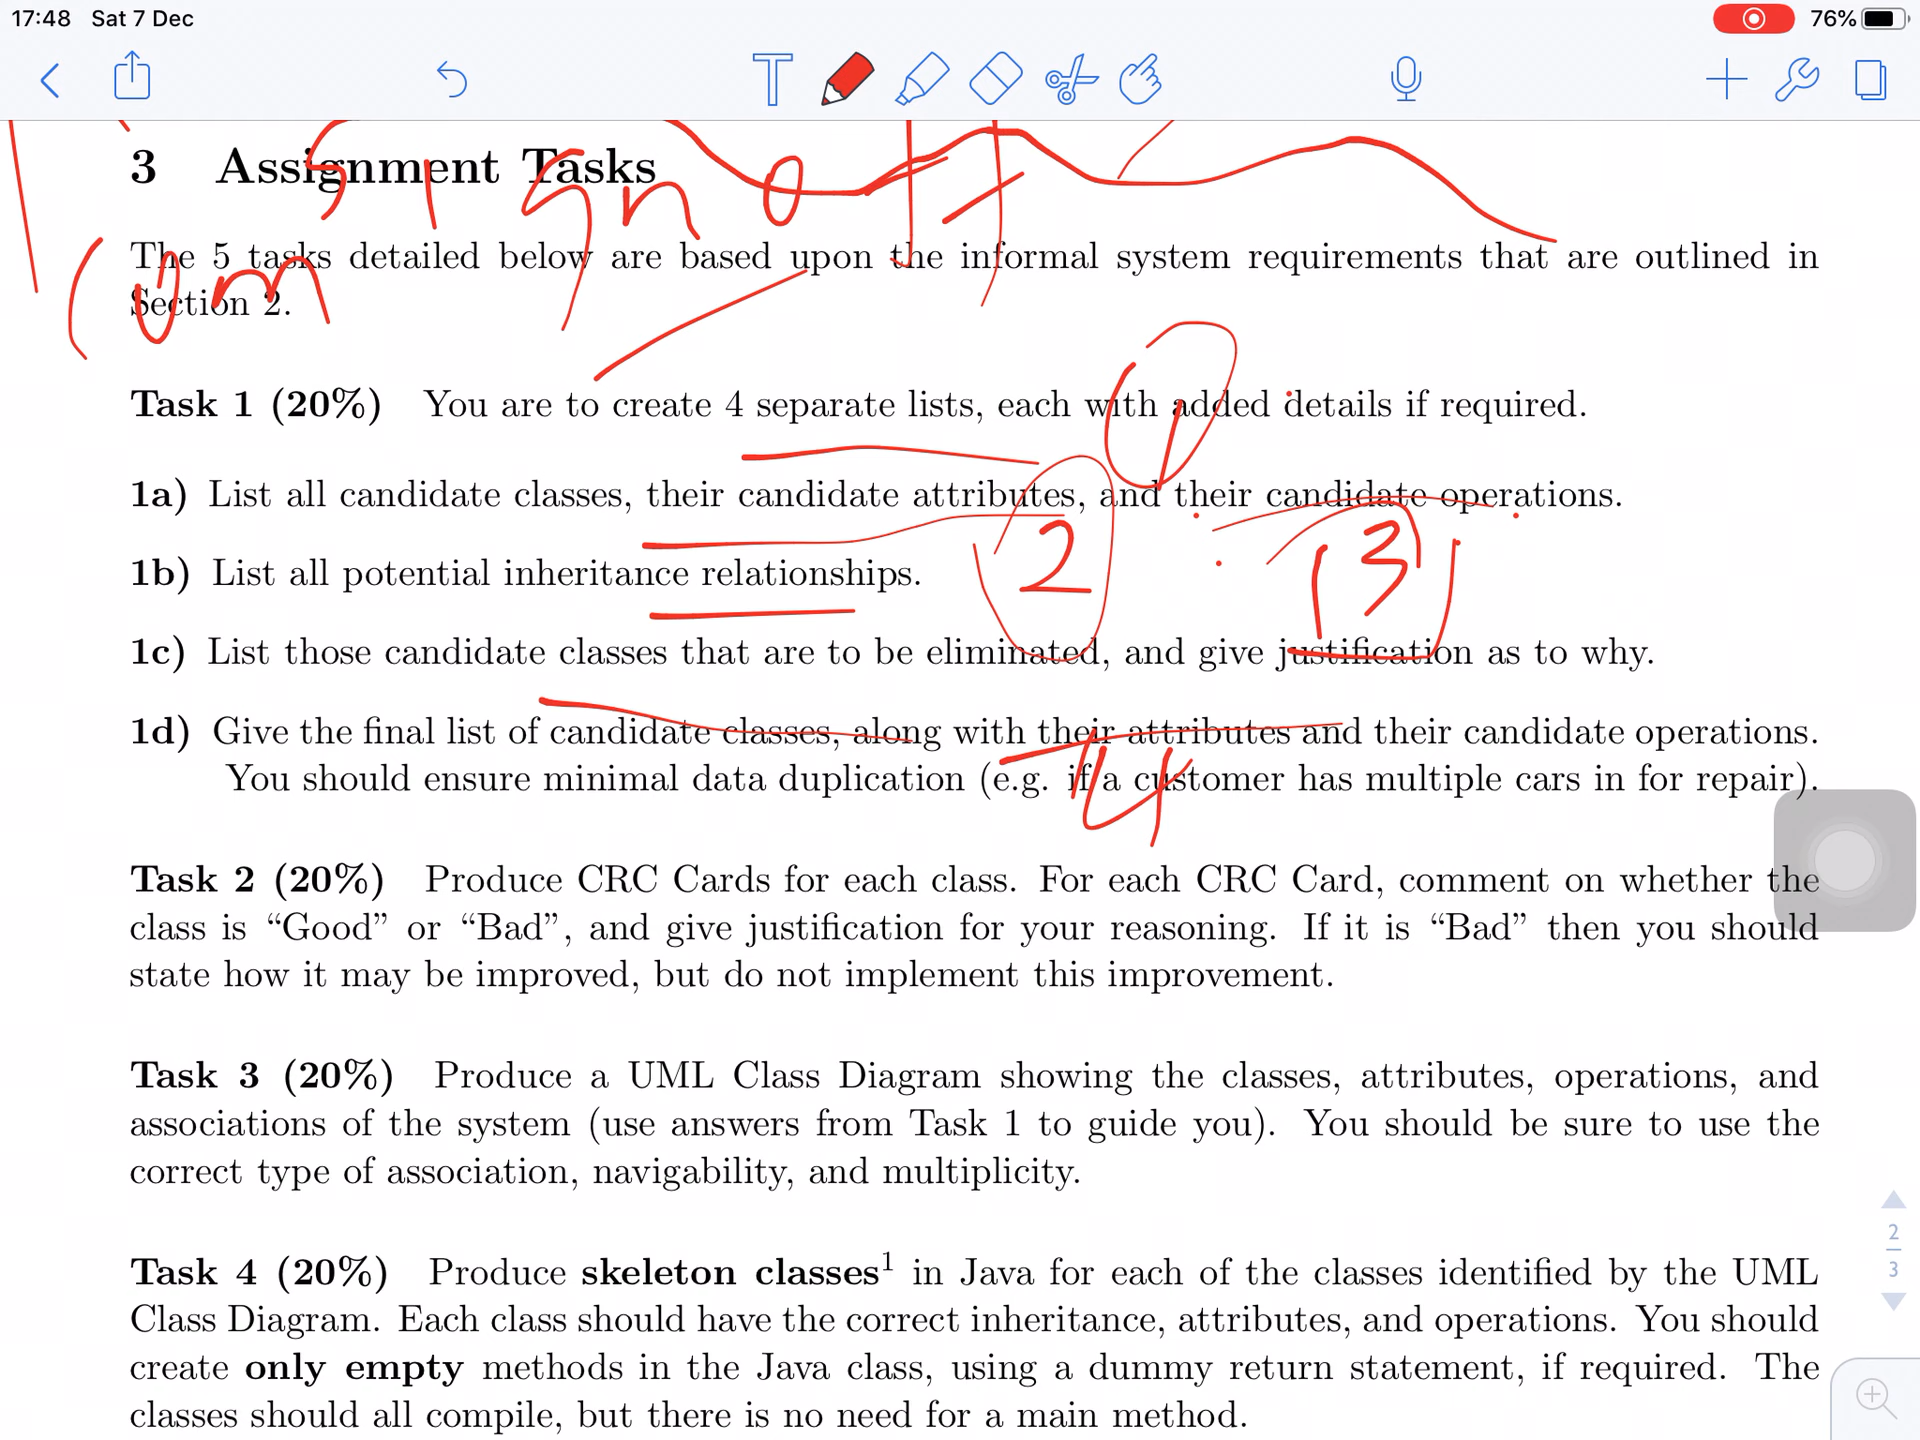 17:48 Sat 7 Dec 76%
T
3 Assignment Tasks
sign off
The 5 tasks detailed below are based upon the informal system requirements that are outlined in
Section 2.
Task 1 (20%) You are to create 4 separate lists, each with added details if required.
1
1a) List all candidate classes, their candidate attributes, and their candidate operations.
2 3
1b) List all potential inheritance relationships.
1c) List those candidate classes that are to be eliminated, and give justification as to why.
1d) Give the final list of candidate classes, along with their attributes and their candidate operations.
You should ensure minimal data duplication (e.g. if a customer has multiple cars in for repair).
4
Task 2 (20%) Produce CRC Cards for each class. For each CRC Card, comment on whether the
class is “Good” or “Bad”, and give justification for your reasoning. If it is “Bad” then you should
state how it may be improved, but do not implement this improvement.
Task 3 (20%) Produce a UML Class Diagram showing the classes, attributes, operations, and
associations of the system (use answers from Task 1 to guide you). You should be sure to use the
correct type of association, navigability, and multiplicity.
2
3
Task 4 (20%) Produce skeleton classes1 in Java for each of the classes identified by the UML
Class Diagram. Each class should have the correct inheritance, attributes, and operations. You should
create only empty methods in the Java class, using a dummy return statement, if required. The
classes should all compile, but there is no need for a main method.